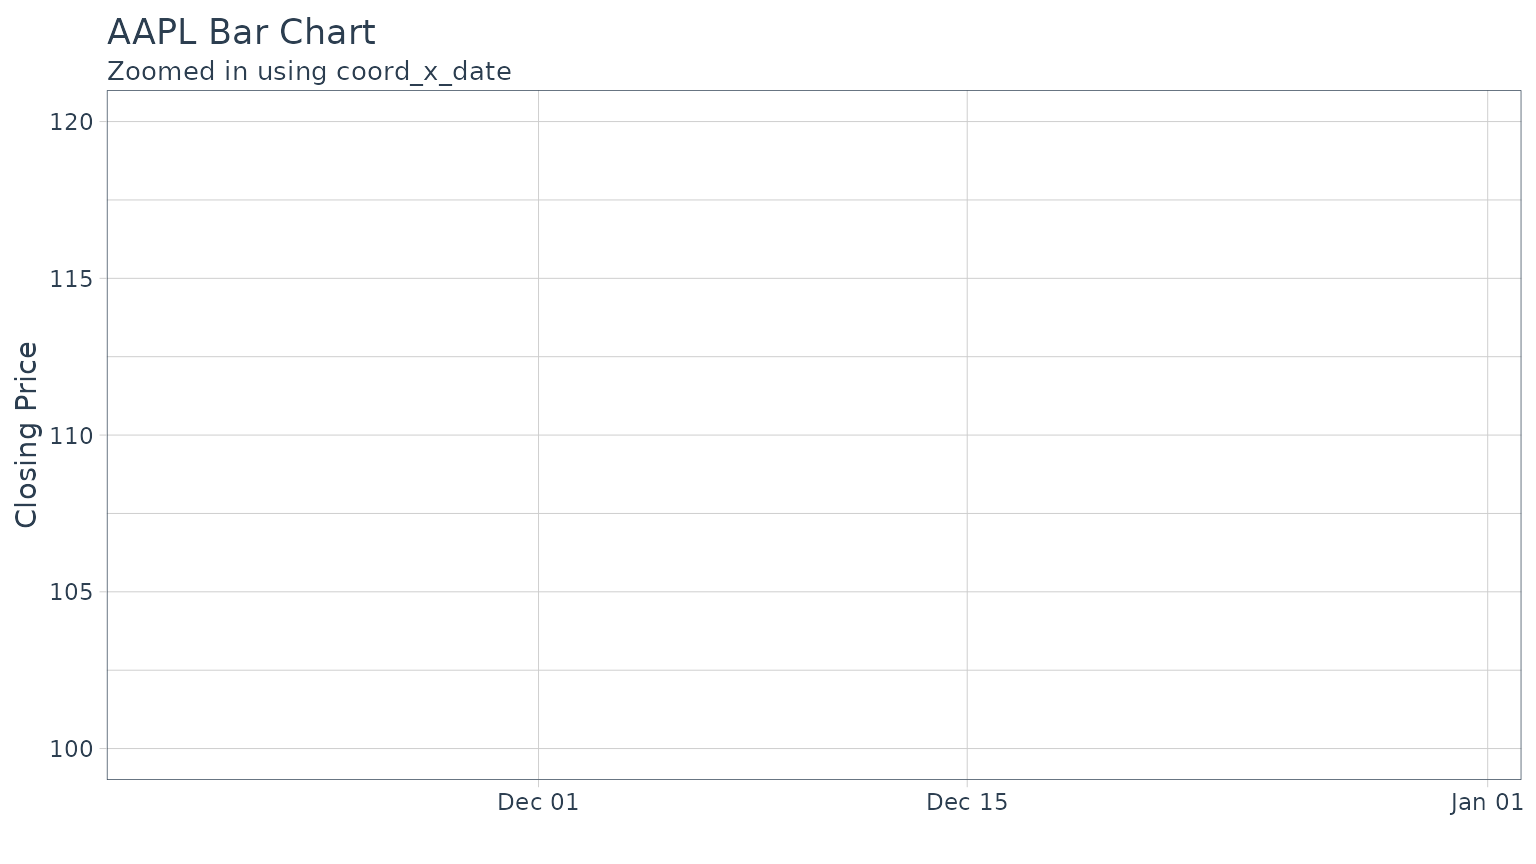 AAPL Bar Chart
Zoomed in using coord_x_date
Closing Price
120
115
110
105
100
Dec 01
Dec 15
Jan 01